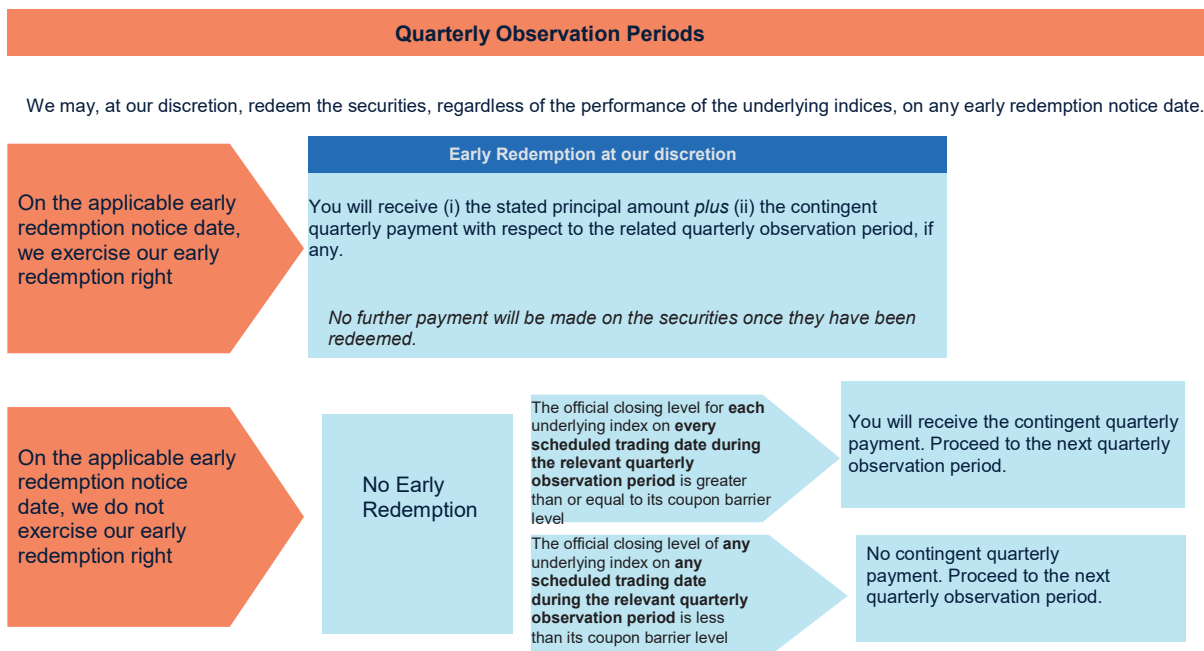 Quarterly Observation Periods
We may, at our discretion, redeem the securities, regardless of the performance of the underlying indices, on any early redemption notice date.
On the applicable early
redemption notice date,
we exercise our early
redemption right
Early Redemption at our discretion
You will receive (i) the stated principal amount plus (ii) the contingent
quarterly payment with respect to the related quarterly observation period, if
any.
No further payment will be made on the securities once they have been
redeemed.
On the applicable early
redemption notice
date, we do not
exercise our early
redemption right
No Early
Redemption
The official closing level for each
underlying index on every
scheduled trading date during
the relevant quarterly
observation period is greater
than or equal to its coupon barrier
level
You will receive the contingent quarterly
payment. Proceed to the next quarterly
observation period.
The official closing level of any
underlying index on any
scheduled trading date
during the relevant quarterly
observation period is less
than its coupon barrier level
No contingent quarterly
payment. Proceed to the next
quarterly observation period.